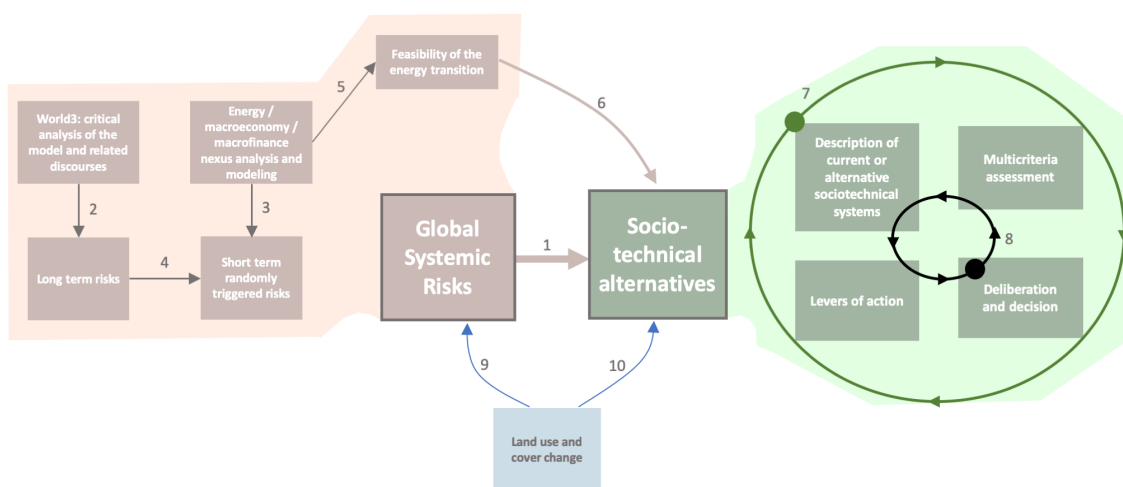 Feasibility of the
energy transition
5
7
6
World3: critical
analysis of the
model and related
discourses
Energy /
macroeconomy /
macrofinance
nexus analysis and
modeling
Description of
current or
alternative
sociotechnical
systems
Multicriteria
assessment
2
3
8
Global
Systemic
Risks
1
Socio-
technical
alternatives
Long term risks
4
Short term
randomly
triggered risks
Levers of action
Deliberation
and decision
9
10
Land use and
cover change